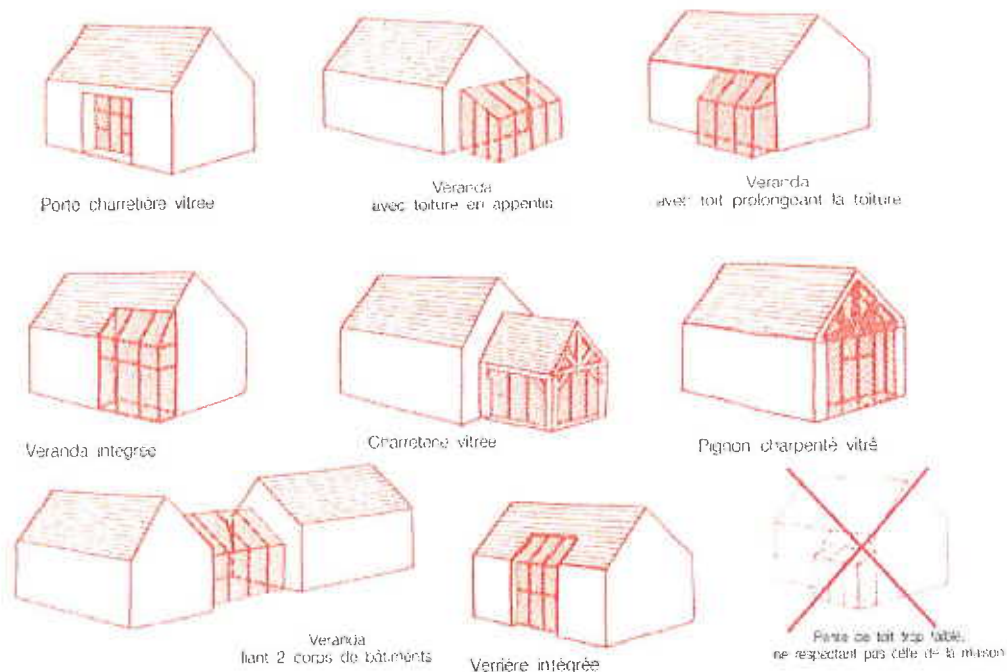 Porte charretière vitrée
Veranda
avec toiture en appentis
Veranda
avec toit prolongeant la toiture
Veranda intégrée
Charreterie vitrée
Pignon charpenté vitré
Veranda
liant 2 corps de bâtiments
Verrière intégrée
Pente de toit trop faible,
ne respectant pas celle de la maison